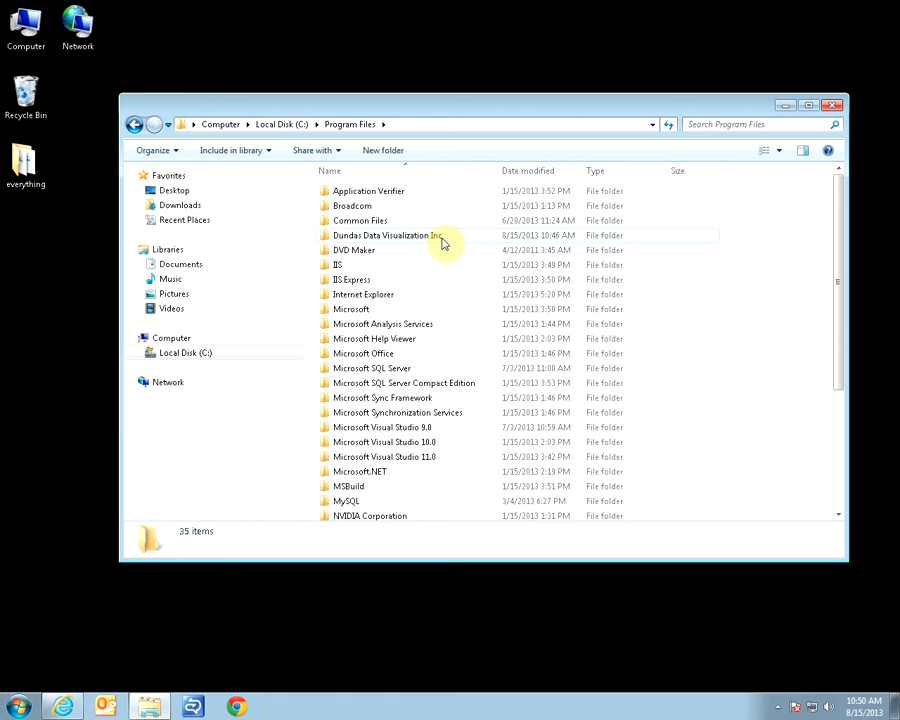 Computer
Network
Recycle Bin
everything
Computer
Local Disk (C:)
Program Files
Search Program Files
Organize
Include in library
Share with
New folder
Favorites
Desktop
Downloads
Recent Places
Libraries
Documents
Music
Pictures
Videos
Computer
Local Disk (C:)
Network
Name Date modified Type Size
Application Verifier 1/15/2013 3:52 PM File folder
Broadcom 1/15/2013 1:13 PM File folder
Common Files 6/28/2013 11:24 AM File folder
Dundas Data Visualization Inc 8/15/2013 10:46 AM File folder
DVD Maker 4/12/2011 3:45 AM File folder
IIS 1/15/2013 3:49 PM File folder
IIS Express 1/15/2013 3:50 PM File folder
Internet Explorer 1/15/2013 5:20 PM File folder
Microsoft 1/15/2013 3:50 PM File folder
Microsoft Analysis Services 1/15/2013 1:44 PM File folder
Microsoft Help Viewer 1/15/2013 2:03 PM File folder
Microsoft Office 1/15/2013 1:46 PM File folder
Microsoft SQL Server 7/3/2013 11:00 AM File folder
Microsoft SQL Server Compact Edition 1/15/2013 3:53 PM File folder
Microsoft Sync Framework 1/15/2013 1:46 PM File folder
Microsoft Synchronization Services 1/15/2013 1:46 PM File folder
Microsoft Visual Studio 9.0 7/3/2013 10:59 AM File folder
Microsoft Visual Studio 10.0 1/15/2013 2:03 PM File folder
Microsoft Visual Studio 11.0 1/15/2013 3:42 PM File folder
Microsoft.NET 1/15/2013 2:19 PM File folder
MSBuild 1/15/2013 3:51 PM File folder
MySQL 3/4/2013 6:27 PM File folder
NVIDIA Corporation 1/15/2013 1:31 PM File folder
35 items
10:50 AM
8/15/2013